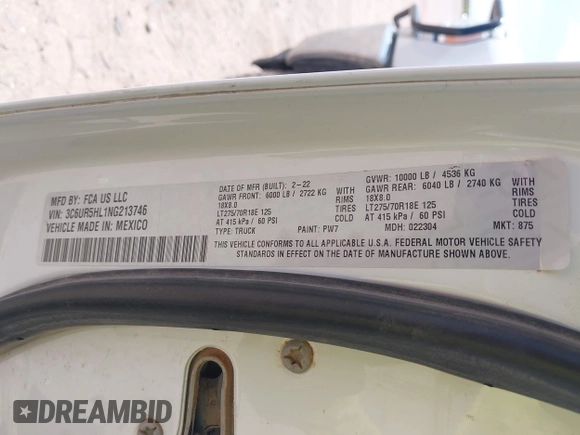 MFD BY: FCA US LLC
VIN: 3C6UR5HL1NG213746
VEHICLE MADE IN: MEXICO
DATE OF MFR (BUILT): 2-22
GAWR FRONT: 6000 LB / 2722 KG
18X8.0 RIMS
LT275/70R18E 125 TIRES
AT 415 kPa / 60 PSI COLD
TYPE: TRUCK
PAINT: PW7
GVWR: 10000 LB / 4536 KG
GAWR REAR: 6040 LB / 2740 KG
RIMS 18X8.0
TIRES LT275/70R18E 125
COLD AT 415 kPa / 60 PSI
MDH: 022304
MKT: 875
THIS VEHICLE CONFORMS TO ALL APPLICABLE U.S.A. FEDERAL MOTOR VEHICLE SAFETY
STANDARDS IN EFFECT ON THE DATE OF MANUFACTURE SHOWN ABOVE.
DREAMBID